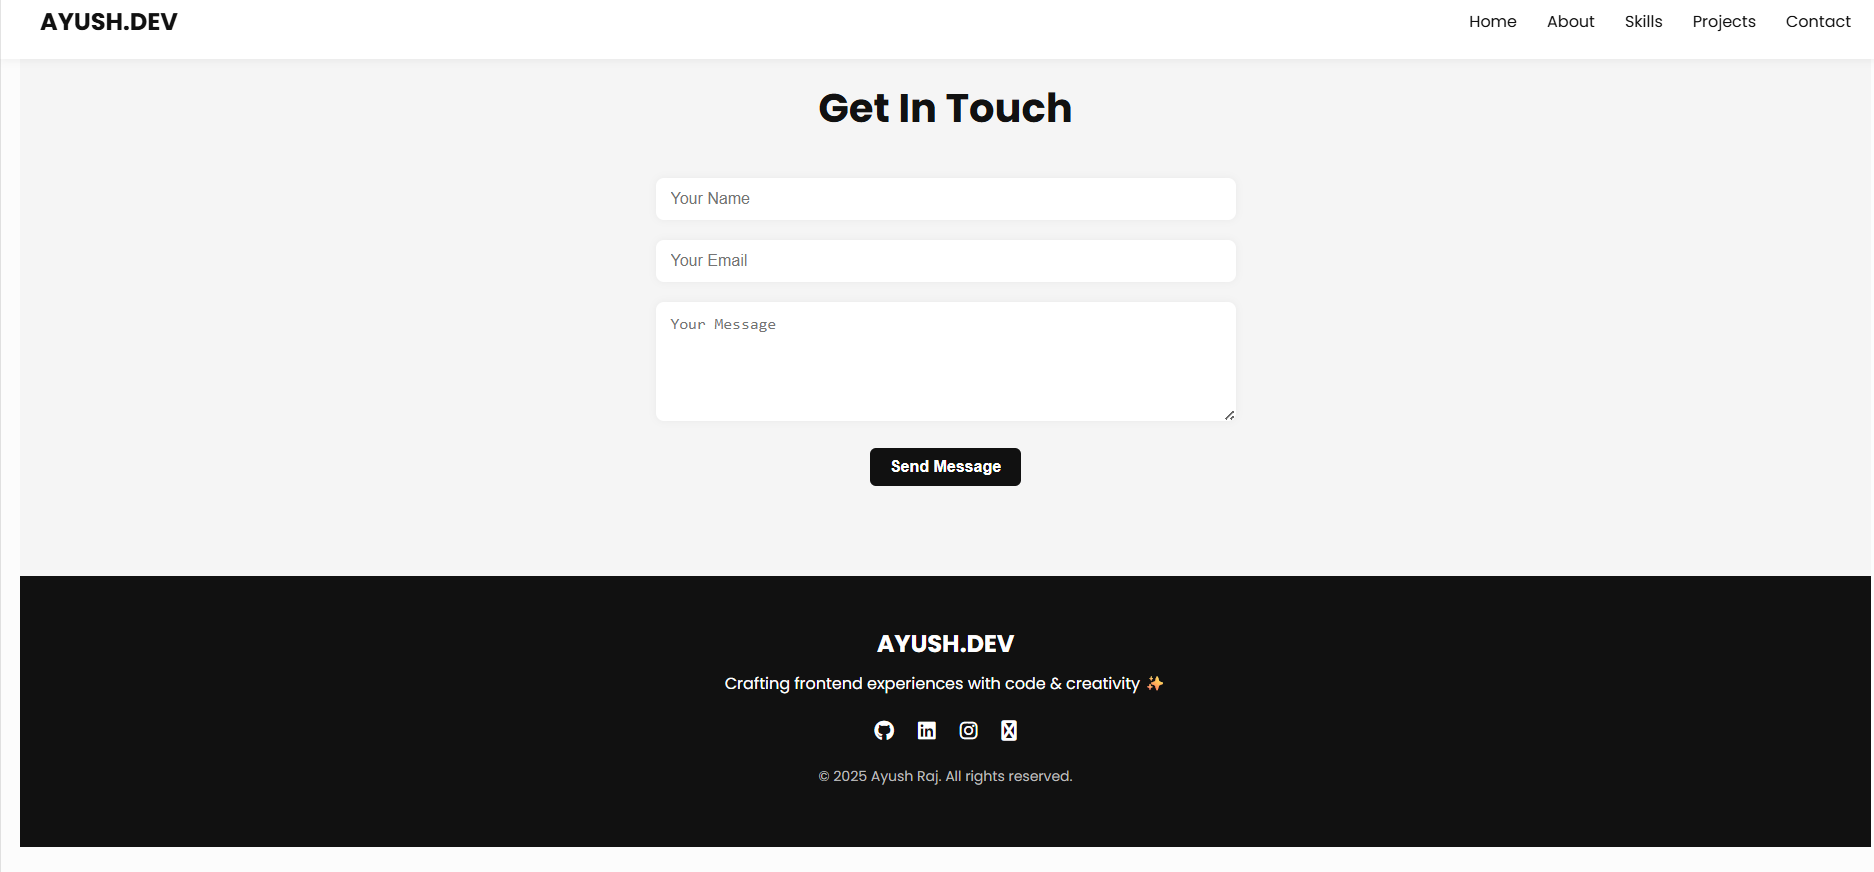 AYUSH.DEV
Home About Skills Projects Contact
Get In Touch
Your Name
Your Email
Your Message
Send Message
AYUSH.DEV
Crafting frontend experiences with code & creativity ✨
© 2025 Ayush Raj. All rights reserved.